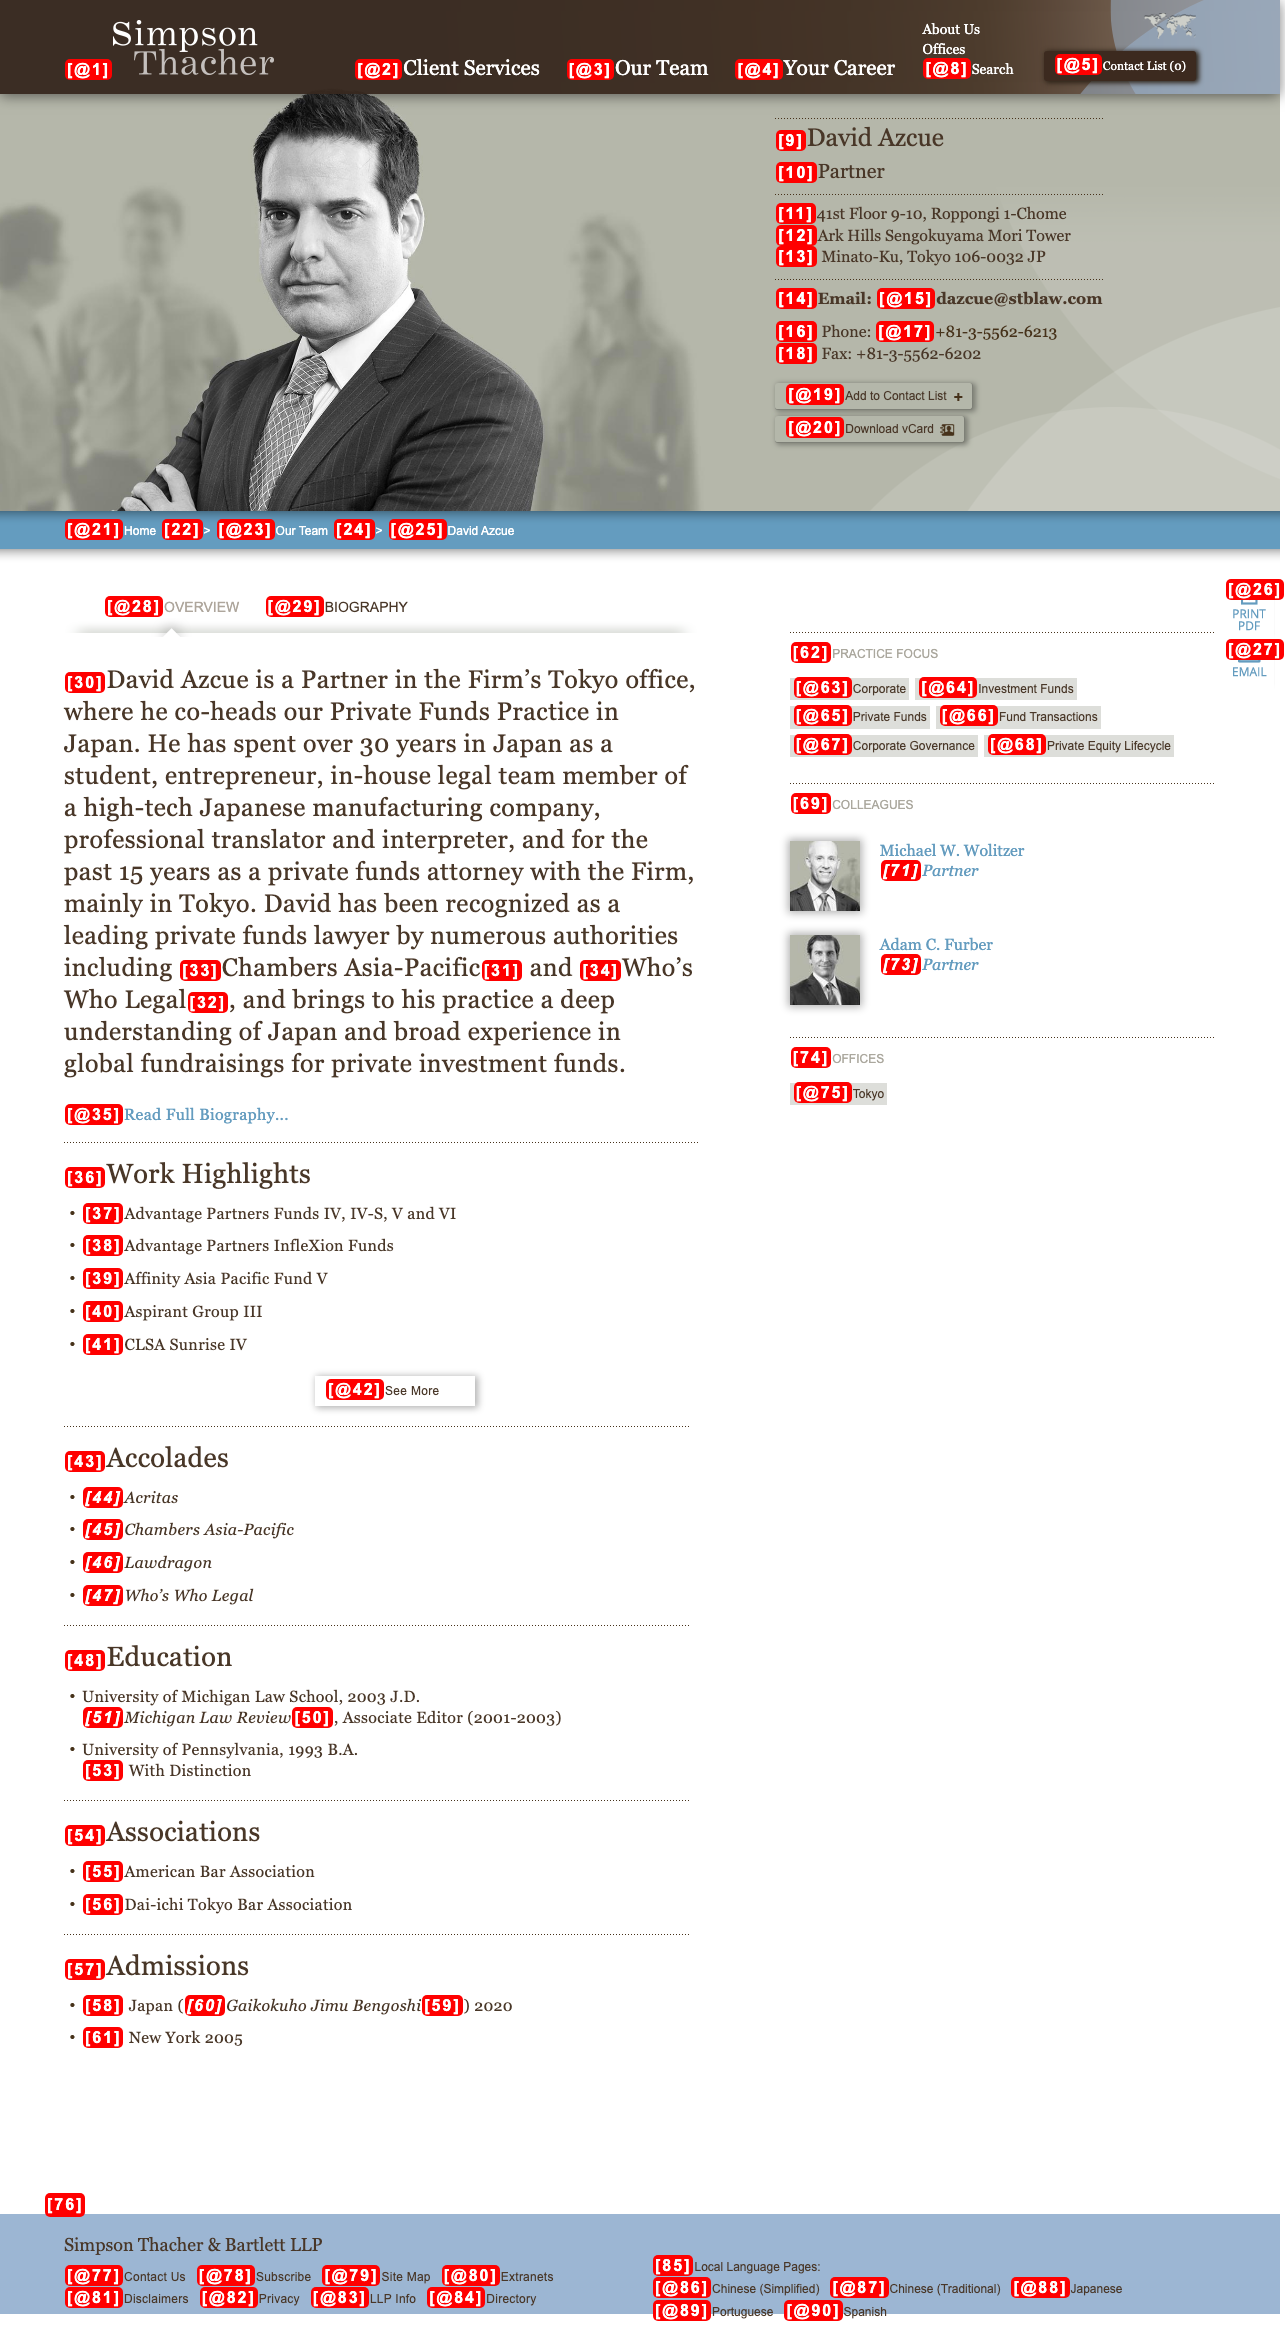 Simpson
Thacher
[@1]
[@2]Client Services
[@3]Our Team
[@4]Your Career
About Us
Offices
[@8]Search
[@5]Contact List (0)
[9]David Azcue
[10]Partner
[11]41st Floor 9-10, Roppongi 1-Chome
[12]Ark Hills Sengokuyama Mori Tower
[13] Minato-Ku, Tokyo 106-0032 JP
[14]Email: [@15]dazcue@stblaw.com
[16] Phone: [@17]+81-3-5562-6213
[18] Fax: +81-3-5562-6202
[@19]Add to Contact List +
[@20]Download vCard
[@21]Home [22]> [@23]Our Team [24]> [@25]David Azcue
[@26]
PRINT
PDF
[@27]
EMAIL
[@28]OVERVIEW [@29]BIOGRAPHY
[30]David Azcue is a Partner in the Firm's Tokyo office,
where he co-heads our Private Funds Practice in
Japan. He has spent over 30 years in Japan as a
student, entrepreneur, in-house legal team member of
a high-tech Japanese manufacturing company,
professional translator and interpreter, and for the
past 15 years as a private funds attorney with the Firm,
mainly in Tokyo. David has been recognized as a
leading private funds lawyer by numerous authorities
including [33]Chambers Asia-Pacific[31] and [34]Who's
Who Legal[32], and brings to his practice a deep
understanding of Japan and broad experience in
global fundraisings for private investment funds.
[@35]Read Full Biography...
[36]Work Highlights
• [37]Advantage Partners Funds IV, IV-S, V and VI
• [38]Advantage Partners InfleXion Funds
• [39]Affinity Asia Pacific Fund V
• [40]Aspirant Group III
• [41]CLSA Sunrise IV
[@42]See More
[43]Accolades
• [44]Acritas
• [45]Chambers Asia-Pacific
• [46]Lawdragon
• [47]Who's Who Legal
[48]Education
• University of Michigan Law School, 2003 J.D.
[51]Michigan Law Review[50], Associate Editor (2001-2003)
• University of Pennsylvania, 1993 B.A.
[53] With Distinction
[54]Associations
• [55]American Bar Association
• [56]Dai-ichi Tokyo Bar Association
[57]Admissions
• [58] Japan ([60]Gaikokuho Jimu Bengoshi[59]) 2020
• [61] New York 2005
[62]PRACTICE FOCUS
[@63]Corporate [@64]Investment Funds
[@65]Private Funds [@66]Fund Transactions
[@67]Corporate Governance [@68]Private Equity Lifecycle
[69]COLLEAGUES
Michael W. Wolitzer
[71]Partner
Adam C. Furber
[73]Partner
[74]OFFICES
[@75]Tokyo
[76]
Simpson Thacher & Bartlett LLP
[@77]Contact Us [@78]Subscribe [@79]Site Map [@80]Extranets
[@81]Disclaimers [@82]Privacy [@83]LLP Info [@84]Directory
[85]Local Language Pages:
[@86]Chinese (Simplified) [@87]Chinese (Traditional) [@88]Japanese
[@89]Portuguese [@90]Spanish